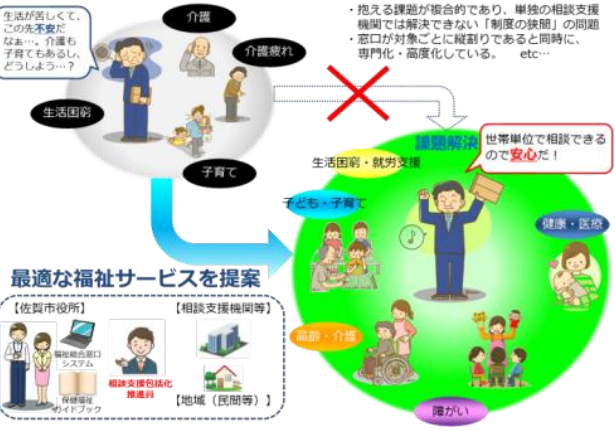 生活が苦しくて、
この先不安だ
なぁ…。介護も
子育てもあるし、
どうしよう…？
介護
介護疲れ
生活困窮
子育て
・抱える課題が複合的であり、単独の相談支援
機関では解決できない「制度の狭間」の問題
・窓口が対象ごとに縦割りであると同時に、
専門化・高度化している。 etc…
課題解決
世帯単位で相談できる
ので安心だ！
生活困窮・就労支援
子ども・子育て
健康・医療
高齢・介護
障がい
最適な福祉サービスを提案
【佐賀市役所】
【相談支援機関等】
福祉総合窓口
システム
保健福祉
ガイドブック
相談支援包括化
推進員
【地域（民間等）】